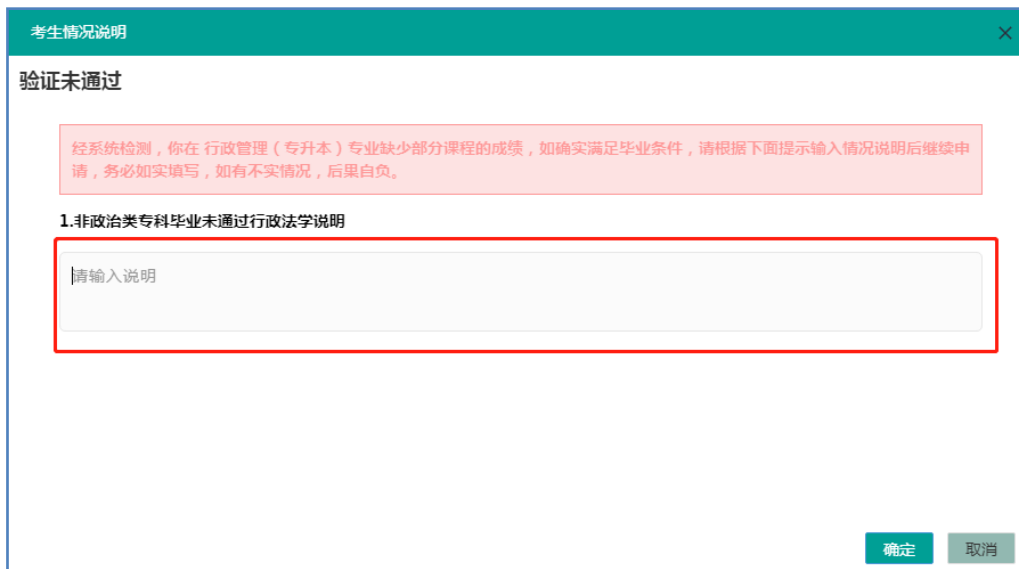 考生情况说明
验证未通过
经系统检测，你在 行政管理（专升本）专业缺少部分课程的成绩，如确实满足毕业条件，请根据下面提示输入情况说明后继续申
请，务必如实填写，如有不实情况，后果自负。
1.非政治类专科毕业未通过行政法学说明
请输入说明
确定
取消